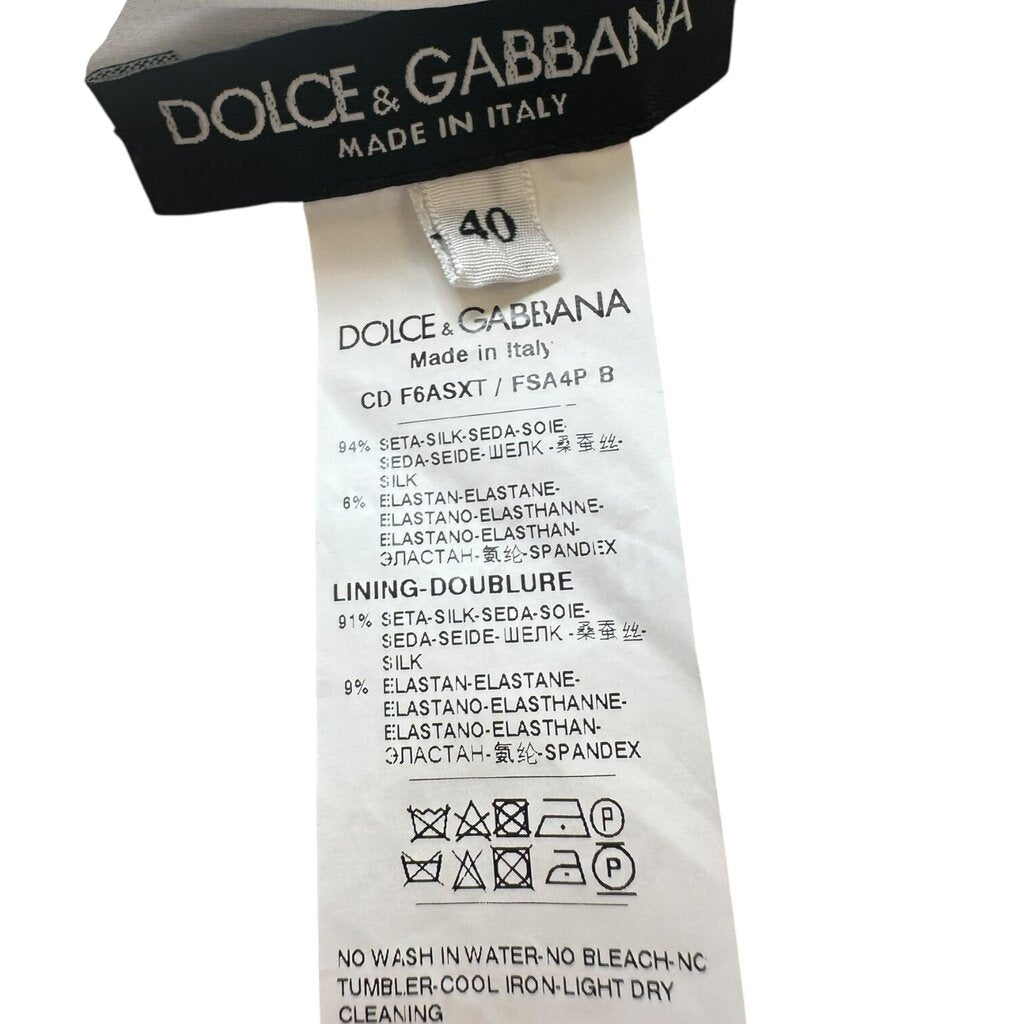 DOLCE & GABBANA
MADE IN ITALY
40
DOLCE & GABBANA
Made in Italy
CD F6ASXT / FSA4P B
94% SETA-SILK-SEDA-SOIE-
SEDA-SEIDE-ШЕЛК-桑蚕丝-
SILK
6% ELASTAN-ELASTANE-
ELASTANO-ELASTHANNE-
ELASTANO-ELASTHAN-
ЭЛАСТАН-氨纶-SPANDEX
LINING-DOUBLURE
91% SETA-SILK-SEDA-SOIE-
SEDA-SEIDE-ШЕЛК-桑蚕丝-
SILK
9% ELASTAN-ELASTANE-
ELASTANO-ELASTHANNE-
ELASTANO-ELASTHAN-
ЭЛАСТАН-氨纶-SPANDEX
P
P
NO WASH IN WATER-NO BLEACH-NO
TUMBLER-COOL IRON-LIGHT DRY
CLEANING